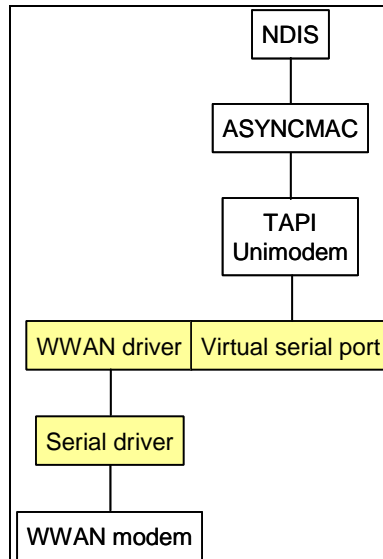 NDIS
ASYNCMAC
TAPI
Unimodem
WWAN driver Virtual serial port
Serial driver
WWAN modem